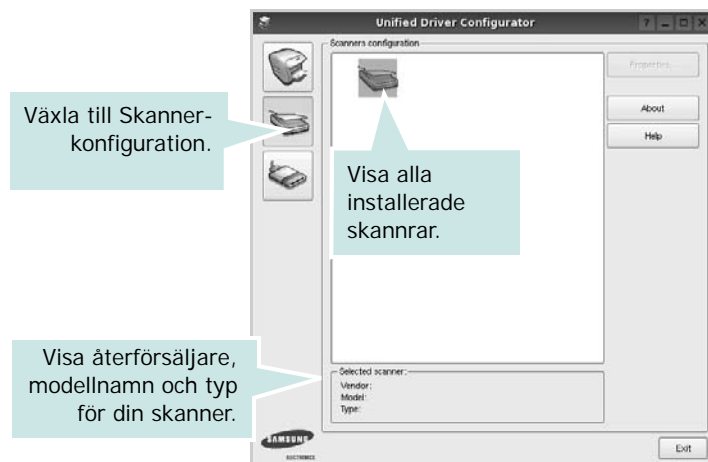 Unified Driver Configurator
Scanners configuration
Properties...
About
Help
Växla till Skanner-
konfiguration.
Visa alla
installerade
skannrar.
Visa återförsäljare,
modellnamn och typ
för din skanner.
Selected scanner:
Vendor:
Model:
Type:
SAMSUNG
ELECTRONICS
Exit